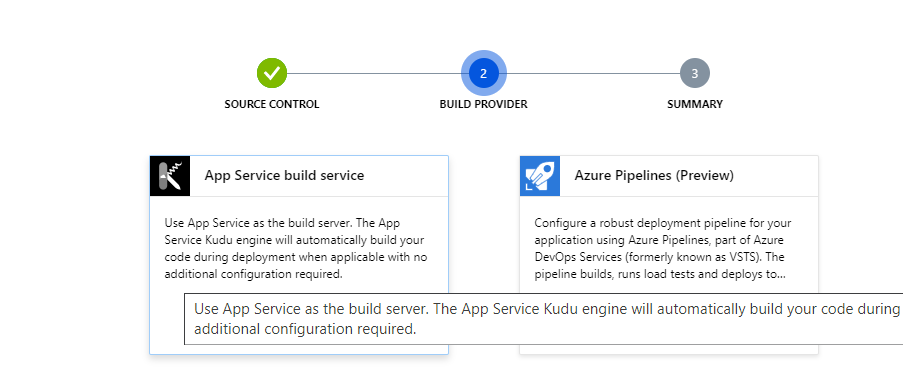 2
3
SOURCE CONTROL
BUILD PROVIDER
SUMMARY
App Service build service
Use App Service as the build server. The App
Service Kudu engine will automatically build your
code during deployment when applicable with no
additional configuration required.
Azure Pipelines (Preview)
Configure a robust deployment pipeline for your
application using Azure Pipelines, part of Azure
DevOps Services (formerly known as VSTS). The
pipeline builds, runs load tests and deploys to...
Use App Service as the build server. The App Service Kudu engine will automatically build your code during
additional configuration required.